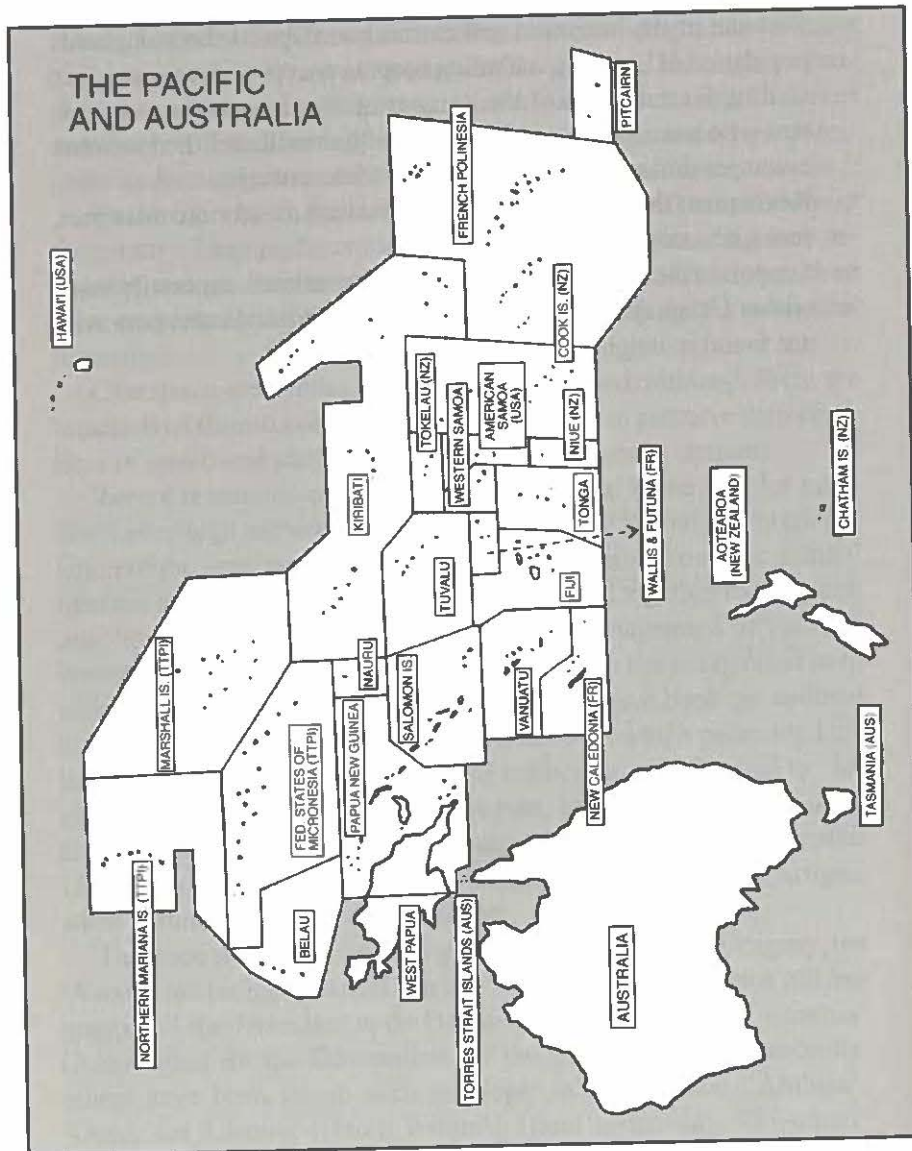 THE PACIFIC
AND AUSTRALIA
HAWAI'I (USA)
NORTHERN MARIANA IS. (TTPI)
MARSHALL IS. (TTPI)
FED. STATES OF
MICRONESIA (TTPI)
BELAU
KIRIBATI
NAURU
PAPUA NEW GUINEA
WEST PAPUA
SALOMON IS.
TUVALU
TOKELAU (NZ)
WESTERN SAMOA
AMERICAN
SAMOA
(USA)
FRENCH POLINESIA
PITCAIRN
COOK IS. (NZ)
NIUE (NZ)
TONGA
FIJI
WALLIS & FUTUNA (FR)
VANUATU
NEW CALEDONIA (FR)
TORRES STRAIT ISLANDS (AUS)
AUSTRALIA
TASMANIA (AUS)
AOTEAROA
(NEW ZEALAND)
CHATHAM IS. (NZ)